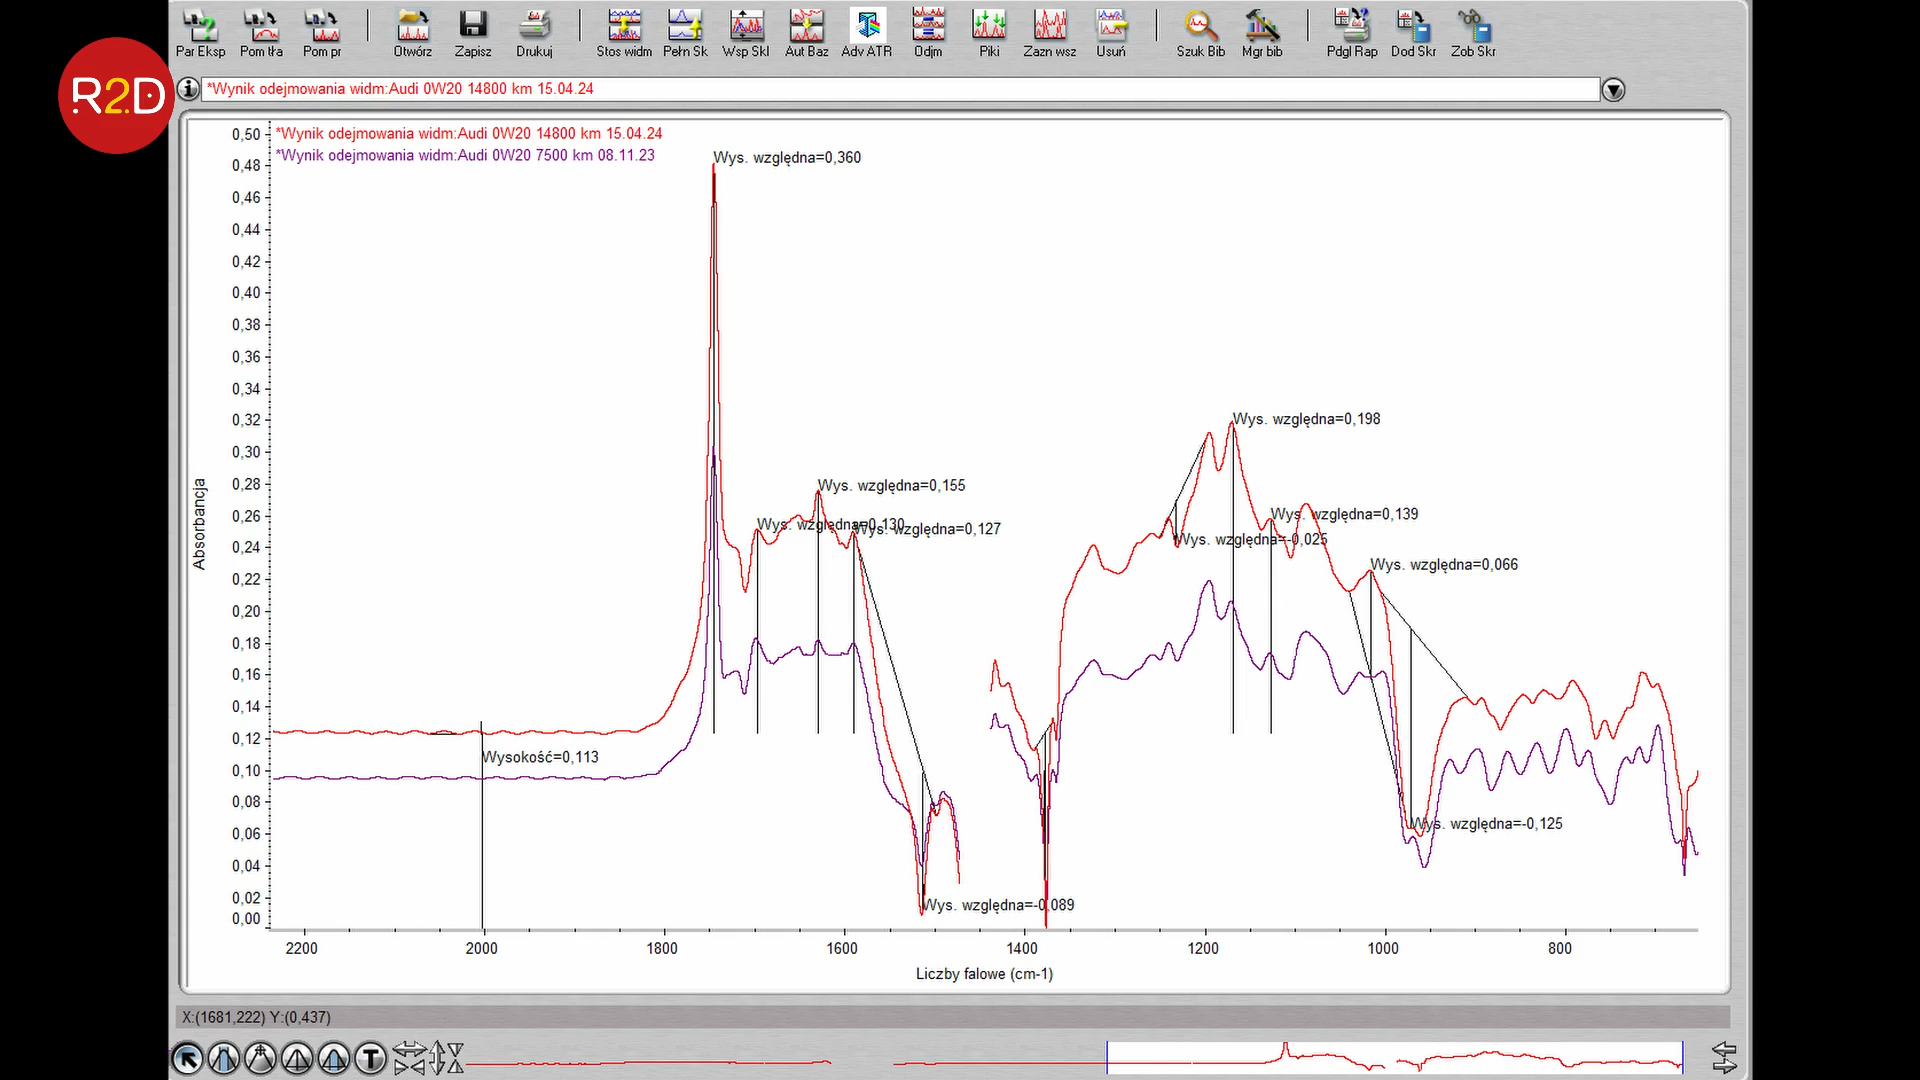 Par Eksp Pom tła Pom pr Otwórz Zapisz Drukuj Stos widm Pełn Sk Wsp Skl Aut Baz Adv ATR Odjm Piki Zazn wsz Usuń Szuk Bib Mgr bib Pdgl Rap Dod Skr Zob Skr
R2D
*Wynik odejmowania widm:Audi 0W20 14800 km 15.04.24
*Wynik odejmowania widm:Audi 0W20 14800 km 15.04.24
*Wynik odejmowania widm:Audi 0W20 7500 km 08.11.23
Wys. względna=0,360
Wys. względna=0,198
Wys. względna=0,155
Wys. względna=0,130
Wys. względna=0,127
Wys. względna=0,139
Wys. względna=-0,025
Wys. względna=0,066
Wysokość=0,113
Wys. względna=-0,125
Wys. względna=-0,089
0,50
0,48
0,46
0,44
0,42
0,40
0,38
0,36
0,34
0,32
0,30
0,28
0,26
0,24
0,22
0,20
0,18
0,16
0,14
0,12
0,10
0,08
0,06
0,04
0,02
0,00
Absorbancja
2200 2000 1800 1600 1400 1200 1000 800
Liczby falowe (cm-1)
X:(1681,222) Y:(0,437)
T